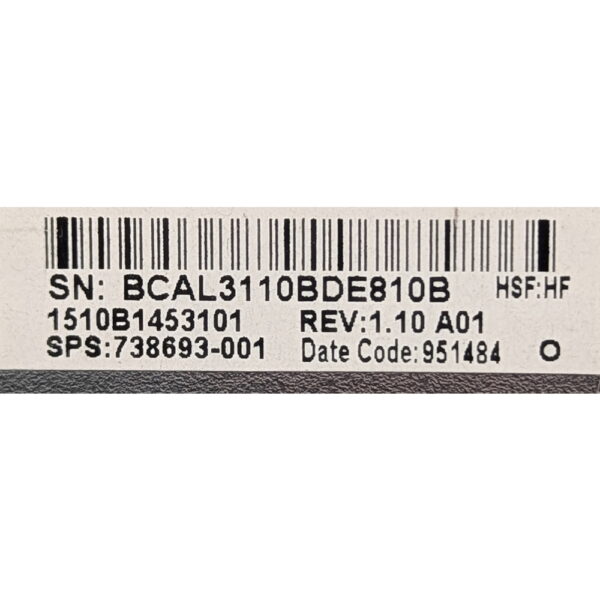 SN: BCAL3110BDE810B HSF:HF
1510B1453101 REV:1.10 A01
SPS:738693-001 Date Code:951484 O